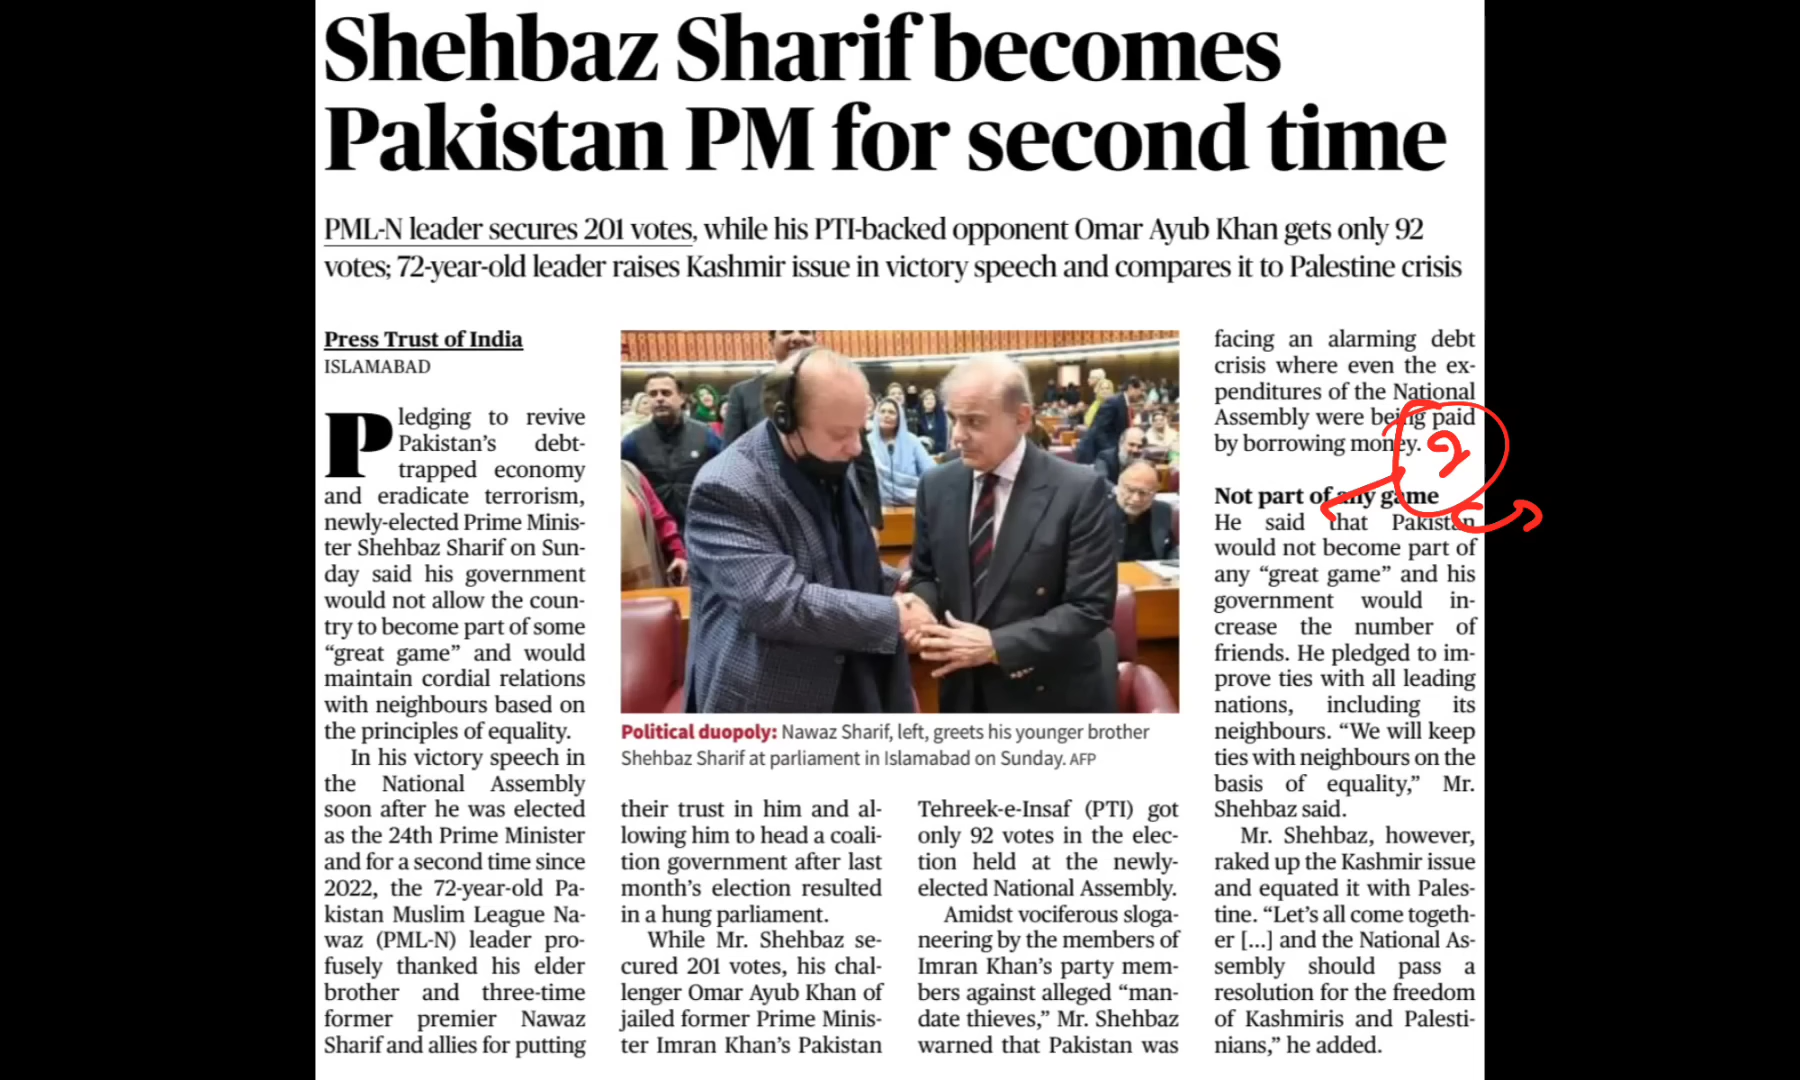 Shehbaz Sharif becomes
Pakistan PM for second time
PML-N leader secures 201 votes, while his PTI-backed opponent Omar Ayub Khan gets only 92
votes; 72-year-old leader raises Kashmir issue in victory speech and compares it to Palestine crisis
Press Trust of India
ISLAMABAD
Pledging to revive
Pakistan’s debt-
trapped economy
and eradicate terrorism,
newly-elected Prime Minis-
ter Shehbaz Sharif on Sun-
day said his government
would not allow the coun-
try to become part of some
“great game” and would
maintain cordial relations
with neighbours based on
the principles of equality.
In his victory speech in
the National Assembly
soon after he was elected
as the 24th Prime Minister
and for a second time since
2022, the 72-year-old Pa-
kistan Muslim League Na-
waz (PML-N) leader pro-
fusely thanked his elder
brother and three-time
former premier Nawaz
Sharif and allies for putting
Political duopoly: Nawaz Sharif, left, greets his younger brother
Shehbaz Sharif at parliament in Islamabad on Sunday. AFP
their trust in him and al-
lowing him to head a coali-
tion government after last
month’s election resulted
in a hung parliament.
While Mr. Shehbaz se-
cured 201 votes, his chal-
lenger Omar Ayub Khan of
jailed former Prime Minis-
ter Imran Khan’s Pakistan
Tehreek-e-Insaf (PTI) got
only 92 votes in the elec-
tion held at the newly-
elected National Assembly.
Amidst vociferous sloga-
neering by the members of
Imran Khan’s party mem-
bers against alleged “man-
date thieves,” Mr. Shehbaz
warned that Pakistan was
facing an alarming debt
crisis where even the ex-
penditures of the National
Assembly were being paid
by borrowing money.
Not part of any game
He said that Pakistan
would not become part of
any “great game” and his
government would in-
crease the number of
friends. He pledged to im-
prove ties with all leading
nations, including its
neighbours. “We will keep
ties with neighbours on the
basis of equality,” Mr.
Shehbaz said.
Mr. Shehbaz, however,
raked up the Kashmir issue
and equated it with Pales-
tine. “Let’s all come togeth-
er [...] and the National As-
sembly should pass a
resolution for the freedom
of Kashmiris and Palesti-
nians,” he added.